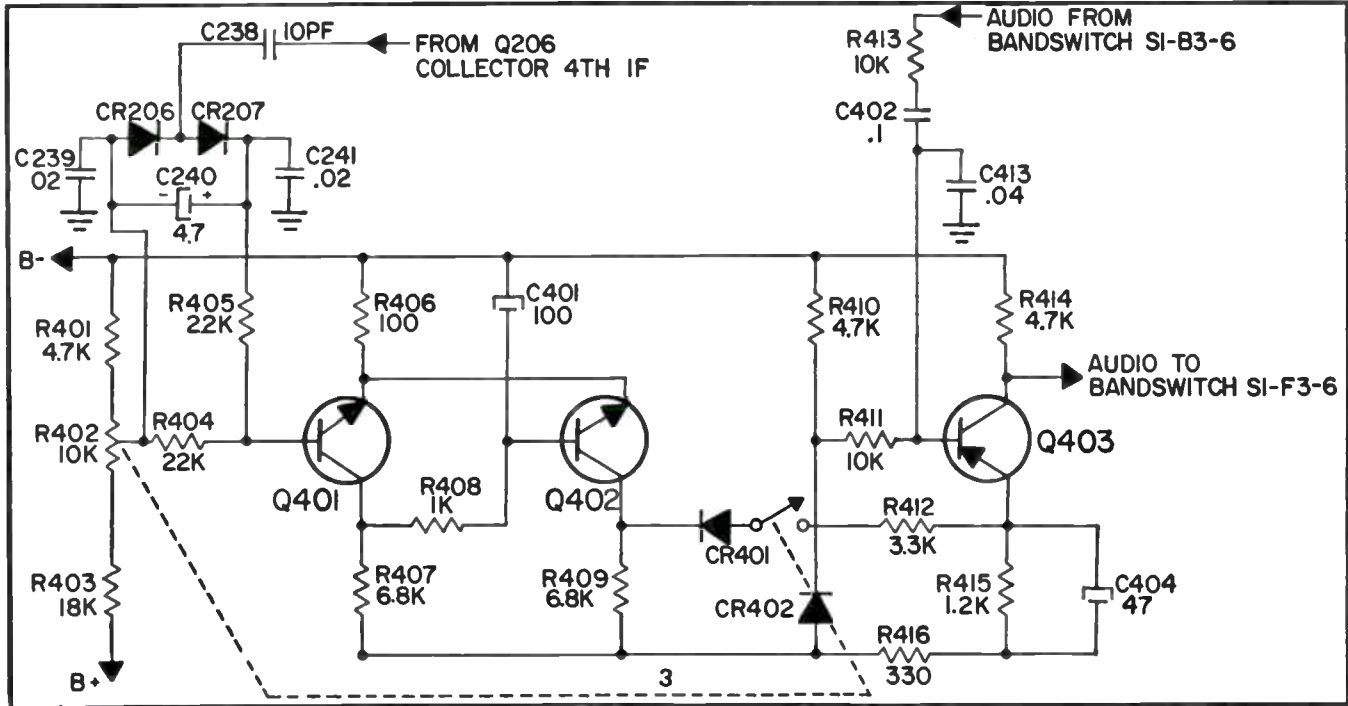 C238 10PF
FROM Q206
COLLECTOR 4TH IF
AUDIO FROM
BANDSWITCH S1-B3-6
R413
10K
CR206 CR207
C402
.1
C239
02
C240
- +
4.7
C241
.02
C413
.04
B-
R401
4.7K
R405
22K
R406
100
C401
100
R410
4.7K
R414
4.7K
AUDIO TO
BANDSWITCH S1-F3-6
R402
10K
R404
22K
R411
10K
Q403
Q401
R408
1K
Q402
CR401
R412
3.3K
R403
18K
R407
6.8K
R409
6.8K
CR402
R415
1.2K
C404
47
R416
330
B+
3